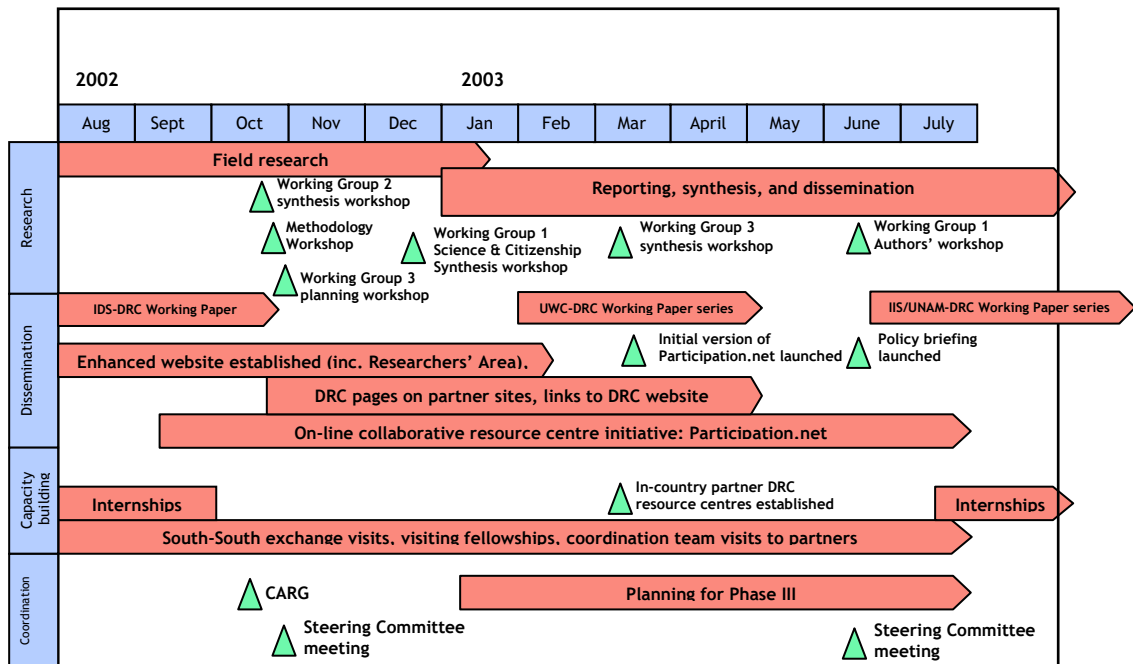 2002
2003
Aug
Sept
Oct
Nov
Dec
Jan
Feb
Mar
April
May
June
July
Research
Field research
Reporting, synthesis, and dissemination
Working Group 2
synthesis workshop
Methodology
Workshop
Working Group 3
planning workshop
Working Group 1
Science & Citizenship
Synthesis workshop
Working Group 3
synthesis workshop
Working Group 1
Authors’ workshop
Dissemination
IDS-DRC Working Paper
UWC-DRC Working Paper series
IIS/UNAM-DRC Working Paper series
Initial version of
Participation.net launched
Policy briefing
launched
Enhanced website established (inc. Researchers’ Area).
DRC pages on partner sites, links to DRC website
On-line collaborative resource centre initiative: Participation.net
Capacity
building
Internships
In-country partner DRC
resource centres established
Internships
South-South exchange visits, visiting fellowships, coordination team visits to partners
Coordination
CARG
Planning for Phase III
Steering Committee
meeting
Steering Committee
meeting